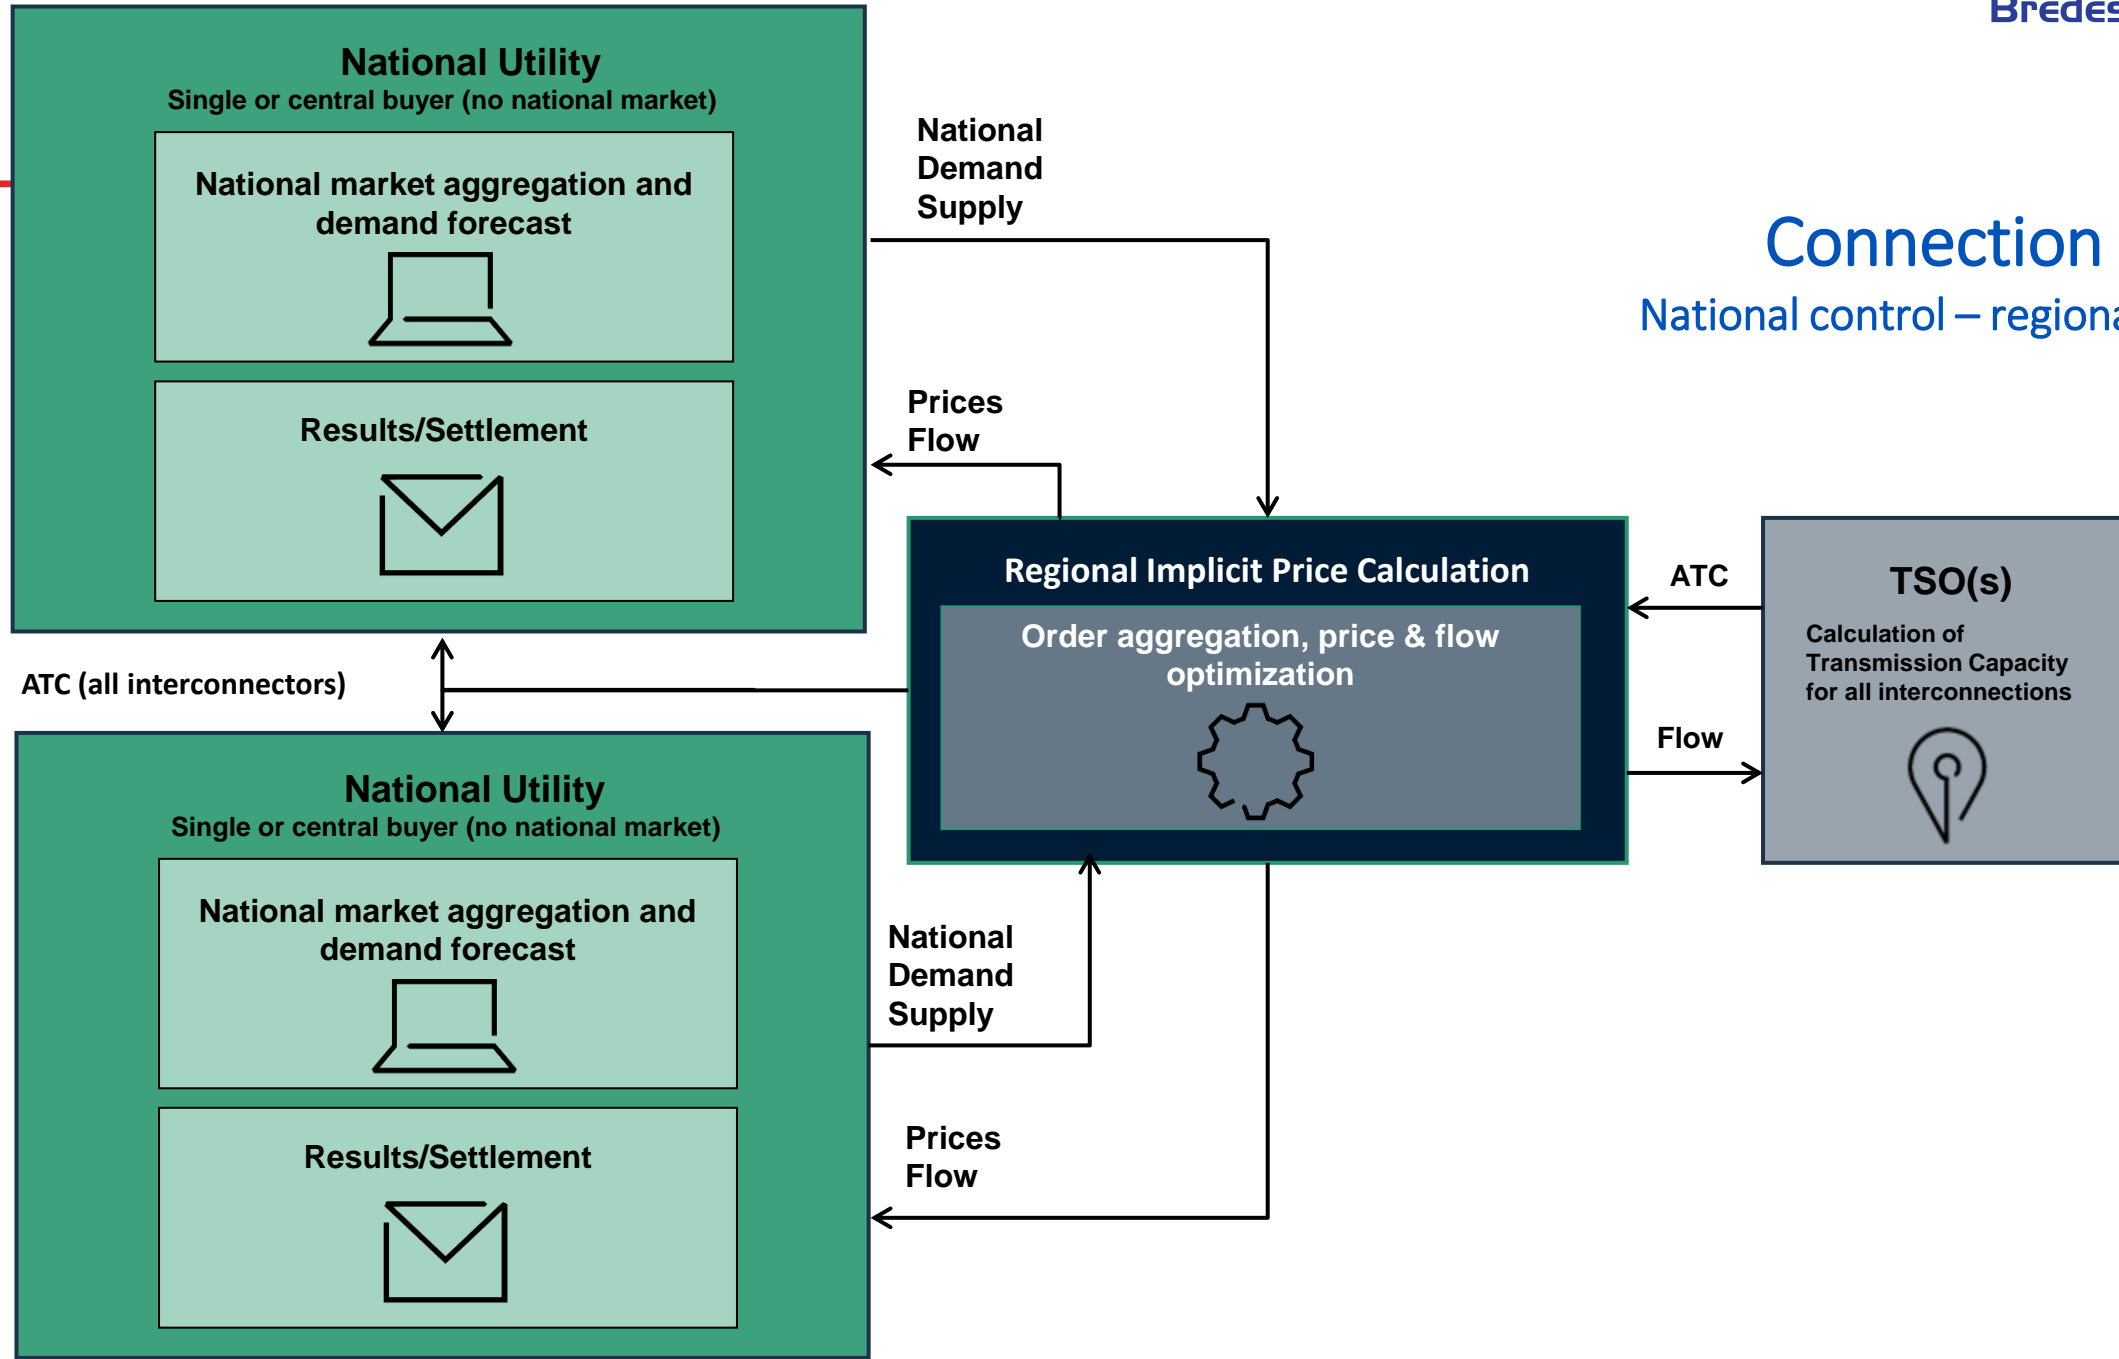 National Utility
Single or central buyer (no national market)
National market aggregation and
demand forecast
Results/Settlement
National
Demand
Supply
Prices
Flow
Connection
National control –
ATC (all interconnectors)
Regional Implicit Price Calculation
Order aggregation, price & flow
optimization
ATC
Flow
TSO(s)
Calculation of
Transmission Capacity
for all interconnections
National Utility
Single or central buyer (no national market)
National market aggregation and
demand forecast
Results/Settlement
National
Demand
Supply
Prices
Flow